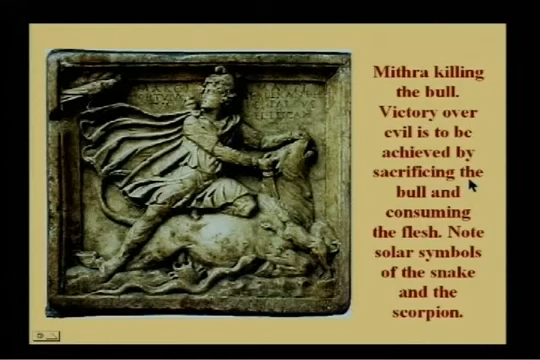 Mithra killing
the bull.
Victory over
evil is to be
achieved by
sacrificing the
bull and
consuming
the flesh. Note
solar symbols
of the snake
and the
scorpion.